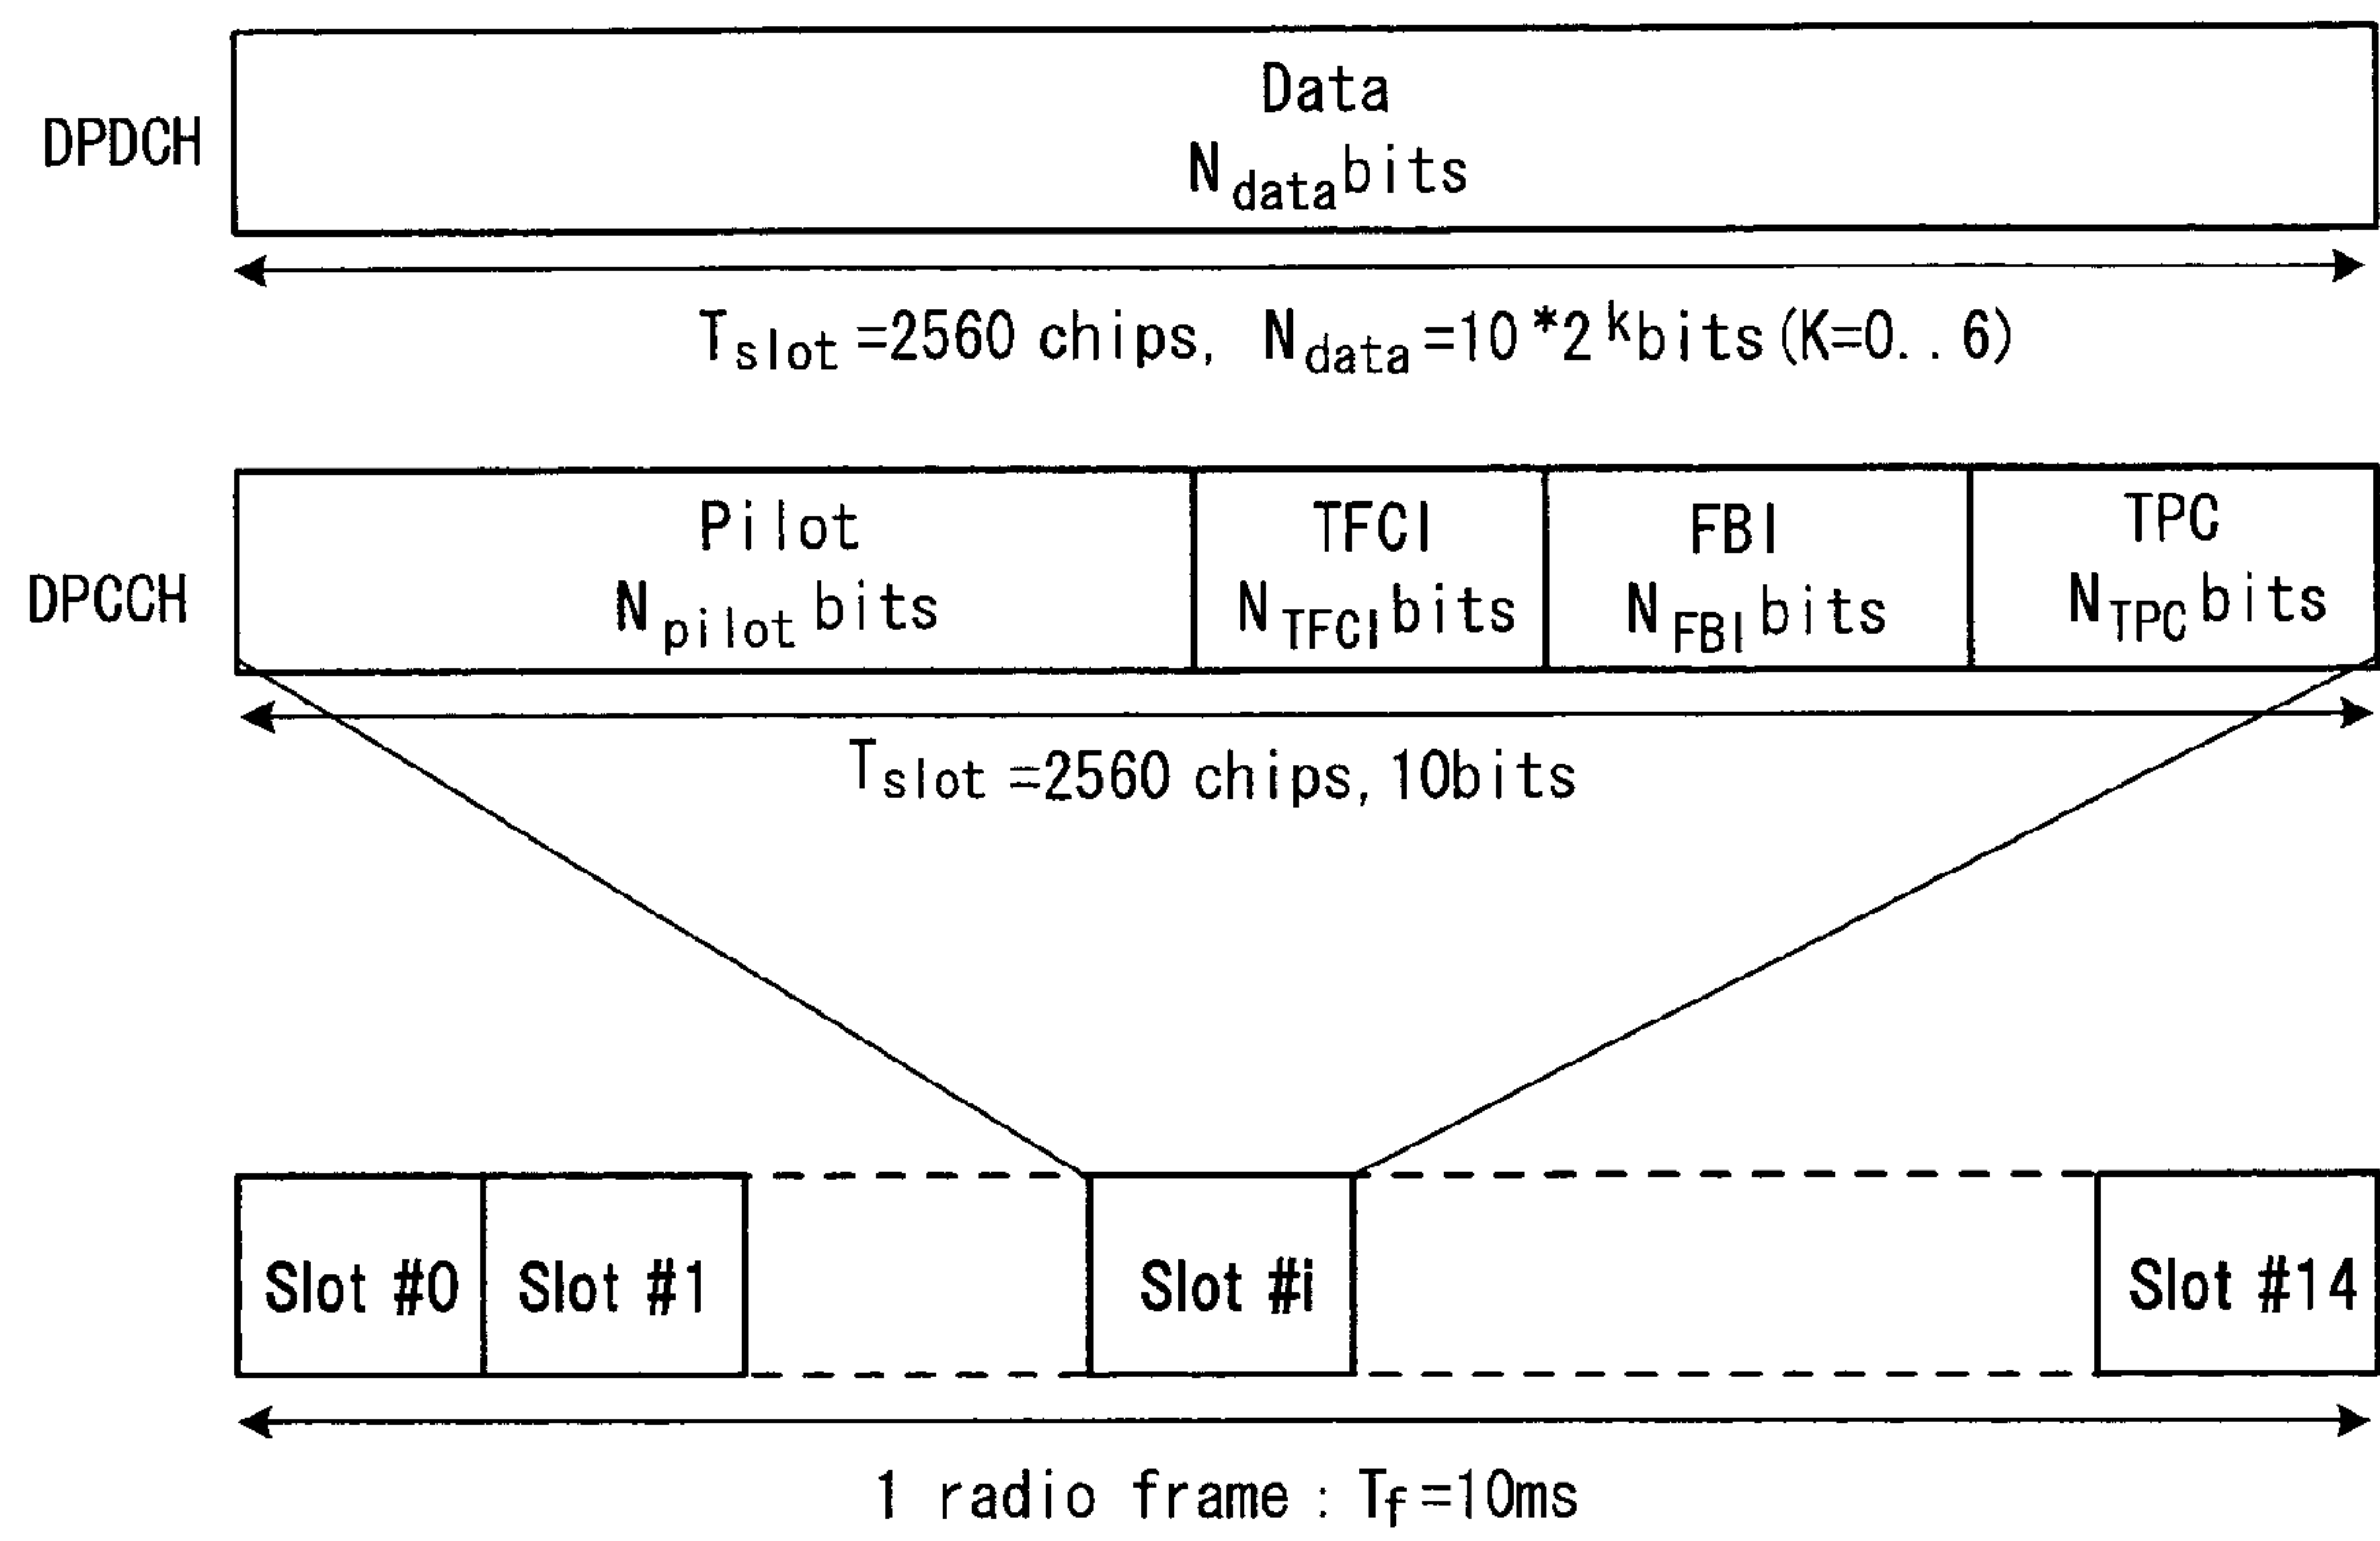 Data
DPDCH
N data bits
T slot =2560 chips, N data =10*2 k bits (K=0..6)
Pilot TFCI FBI TPC
DPCCH
N pilot bits N TFCI bits N FBI bits N TPC bits
T slot =2560 chips, 10bits
Slot #0 Slot #1 Slot #i Slot #14
1 radio frame : T f =10ms